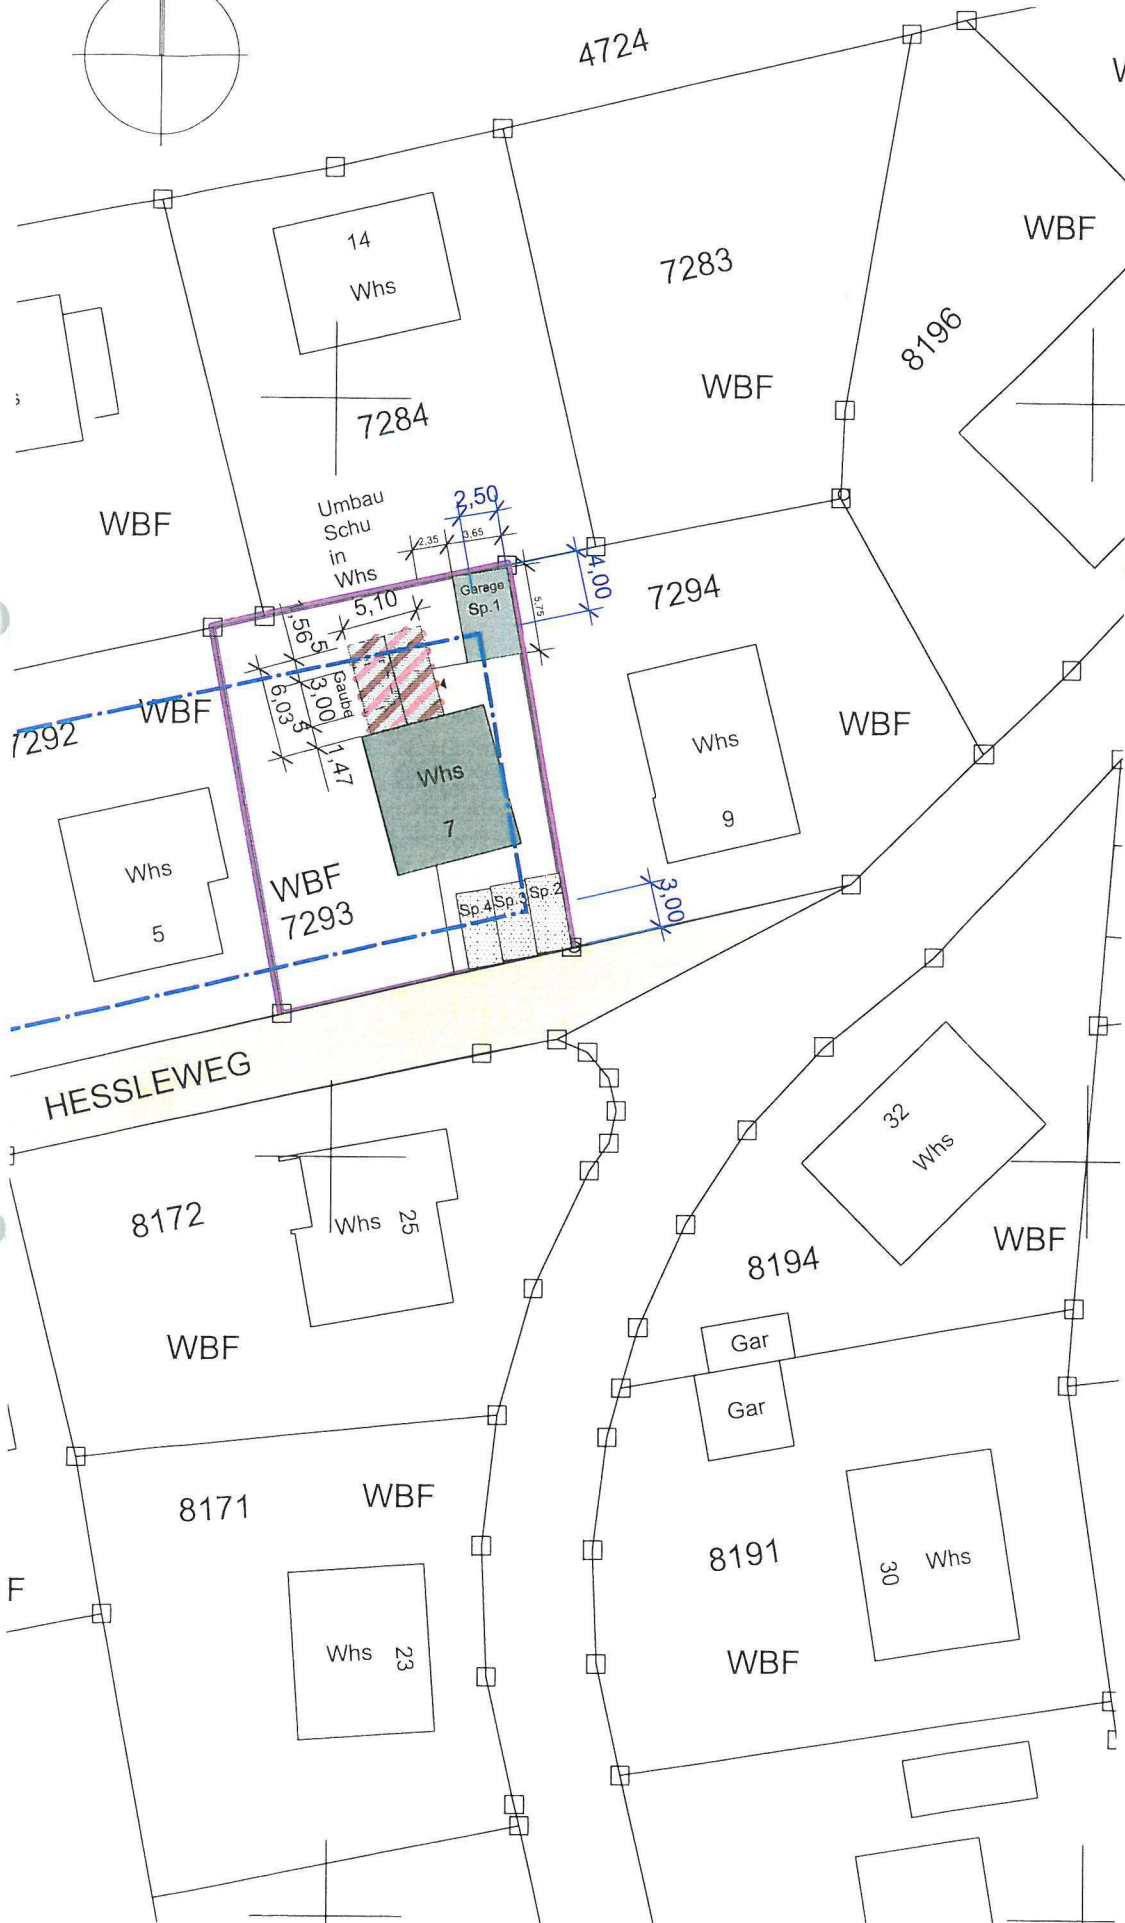 4724
14
Whs
7283
WBF
8196
WBF
7284
WBF
Umbau
Schu
in
Whs
2,50
2,35
3,65
4,00
7294
Garage
Sp.1
5,75
5,10
1,56
5
3,00
5
6,03
Gaube
1,47
WBF
7292
Whs
7
Whs
9
WBF
Whs
5
WBF
7293
Sp.4
Sp.3
Sp.2
3,00
HESSLEWEG
8172
Whs
25
WBF
32
Whs
8194
WBF
Gar
Gar
8171
WBF
8191
30
Whs
F
Whs
23
WBF